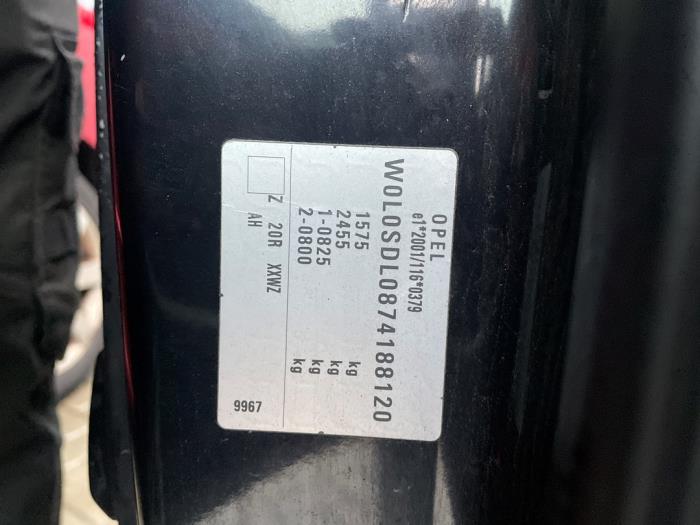 OPEL
e1*2001/116*0379
W0L0SDL0874188120
1575 kg
2455 kg
1-0825 kg
2-0800 kg
Z 20R XXWZ
AH
9967